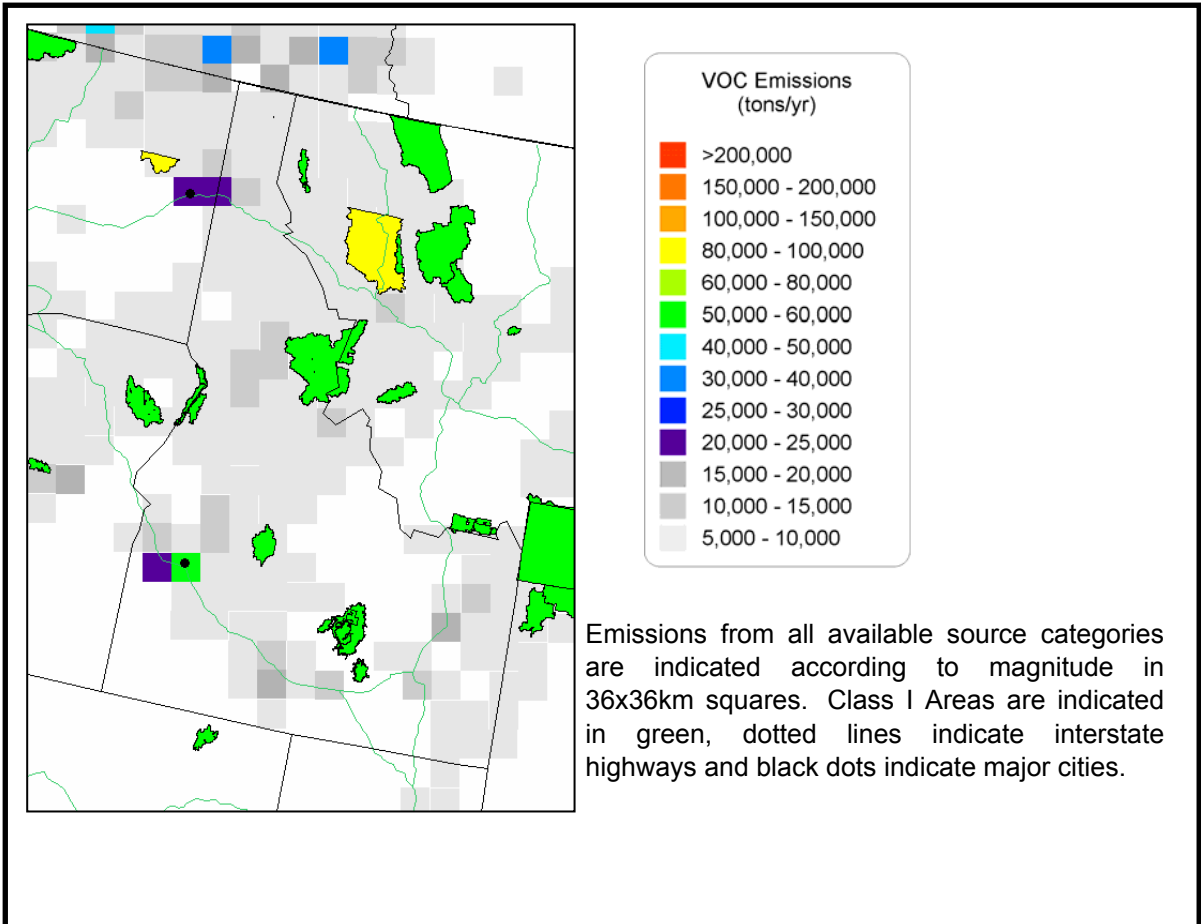 VOC Emissions
(tons/yr)
>200,000
150,000 - 200,000
100,000 - 150,000
80,000 - 100,000
60,000 - 80,000
50,000 - 60,000
40,000 - 50,000
30,000 - 40,000
25,000 - 30,000
20,000 - 25,000
15,000 - 20,000
10,000 - 15,000
5,000 - 10,000
Emissions from all available source categories
are indicated according to magnitude in
36x36km squares. Class I Areas are indicated
in green, dotted lines indicate interstate
highways and black dots indicate major cities.